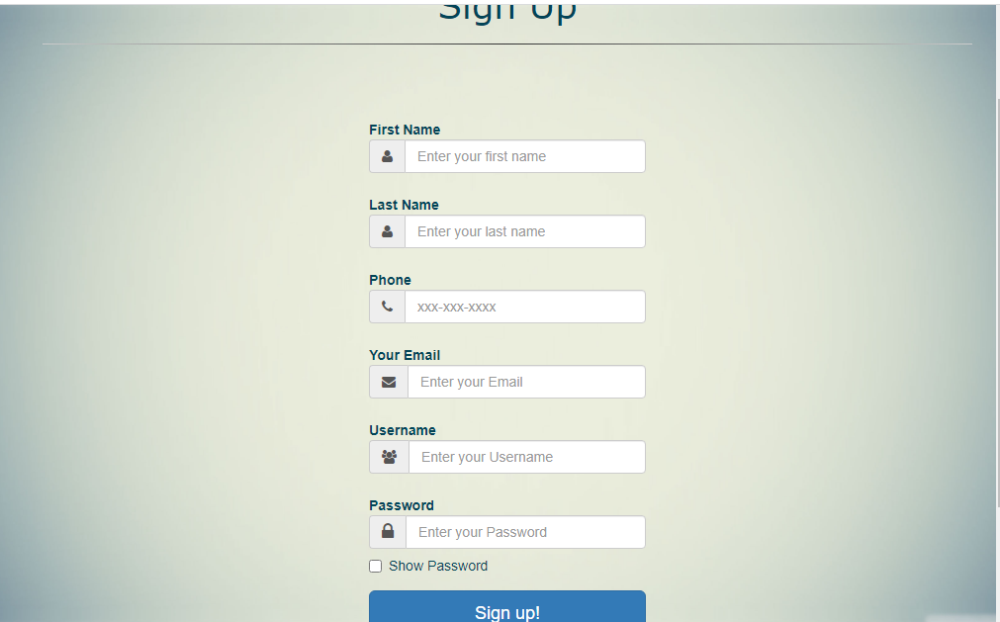 Sign Up
First Name
Enter your first name
Last Name
Enter your last name
Phone
xxx-xxx-xxxx
Your Email
Enter your Email
Username
Enter your Username
Password
Enter your Password
Show Password
Sign up!